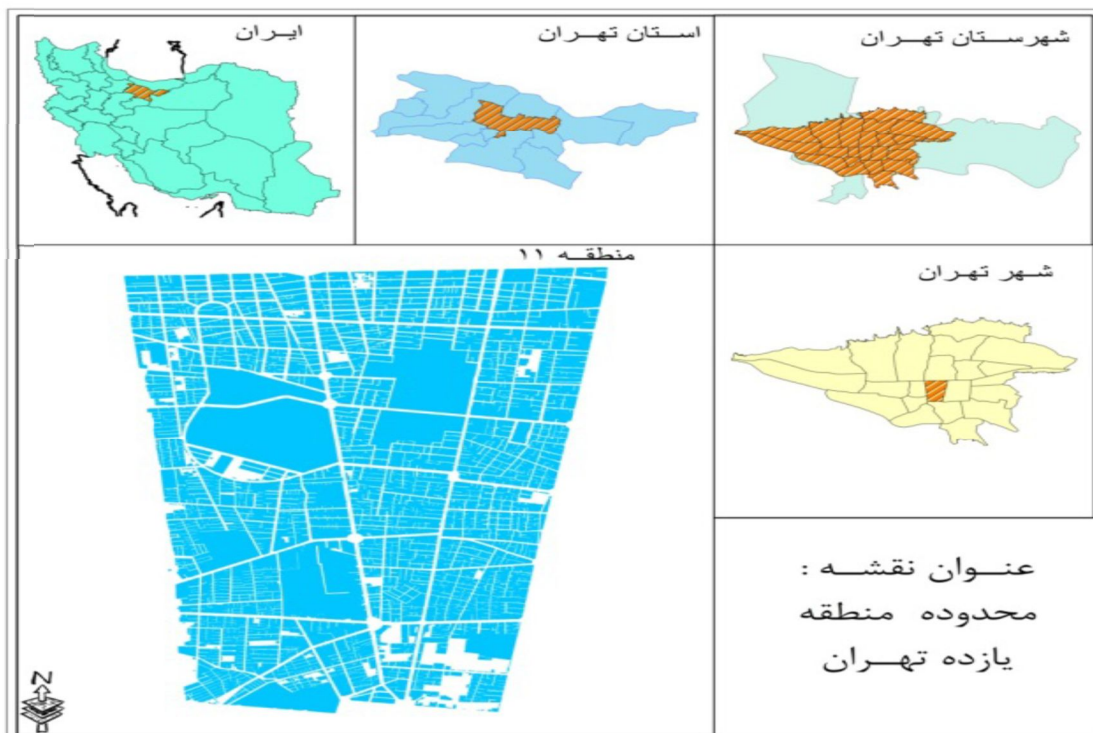 ایران
استان تهران
شهرستان تهران
منطقه ۱۱
شهر تهران
عنوان نقشه :
محدوده منطقه
یازده تهران
N